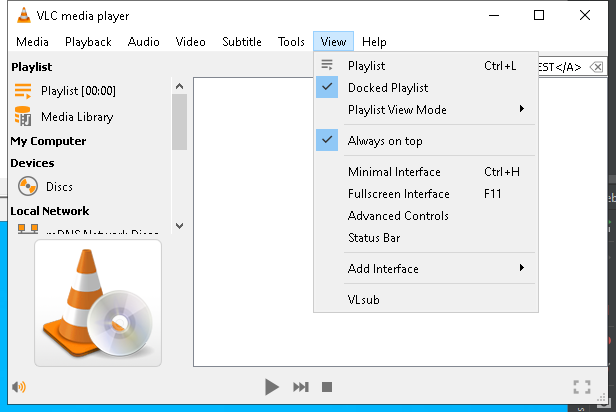 VLC media player
Media Playback Audio Video Subtitle Tools View Help
Playlist
Playlist [00:00]
Media Library
My Computer
Devices
Discs
Local Network
mDNS Network Discs
EST</A>
Playlist Ctrl+L
Docked Playlist
Playlist View Mode
Always on top
Minimal Interface Ctrl+H
Fullscreen Interface F11
Advanced Controls
Status Bar
Add Interface
VLsub